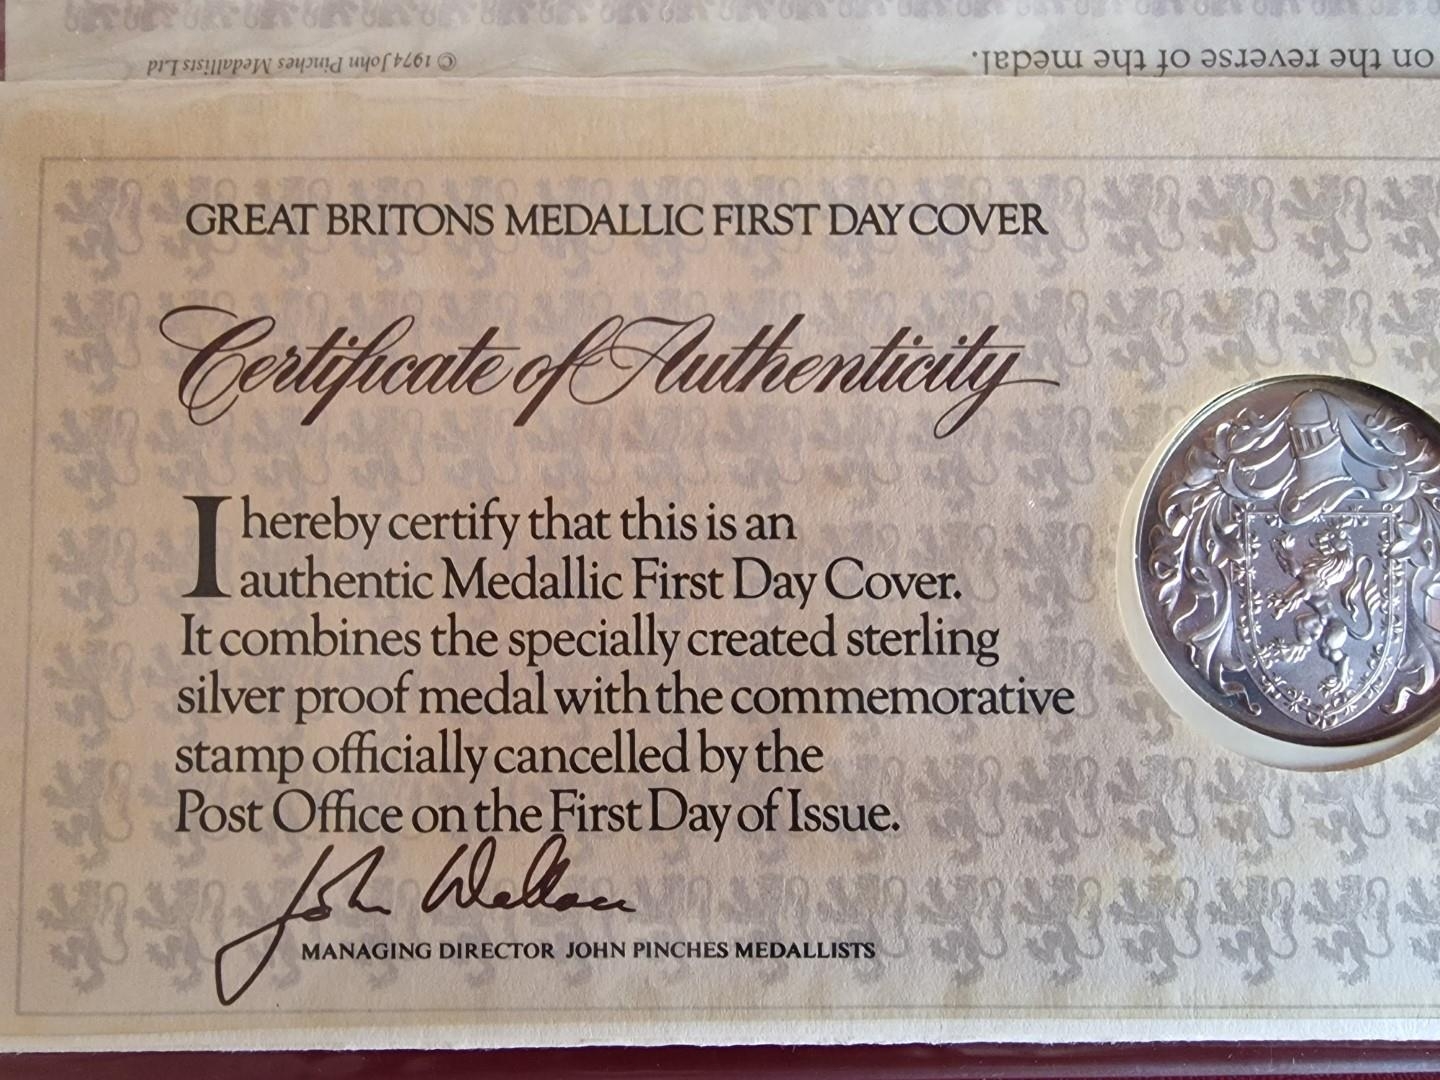 on the reverse of the medal.
© 1974 John Pinches Medallists Ltd
GREAT BRITONS MEDALLIC FIRST DAY COVER
Certificate of Authenticity
I hereby certify that this is an
authentic Medallic First Day Cover.
It combines the specially created sterling
silver proof medal with the commemorative
stamp officially cancelled by the
Post Office on the First Day of Issue.
John Wallace
MANAGING DIRECTOR JOHN PINCHES MEDALLISTS